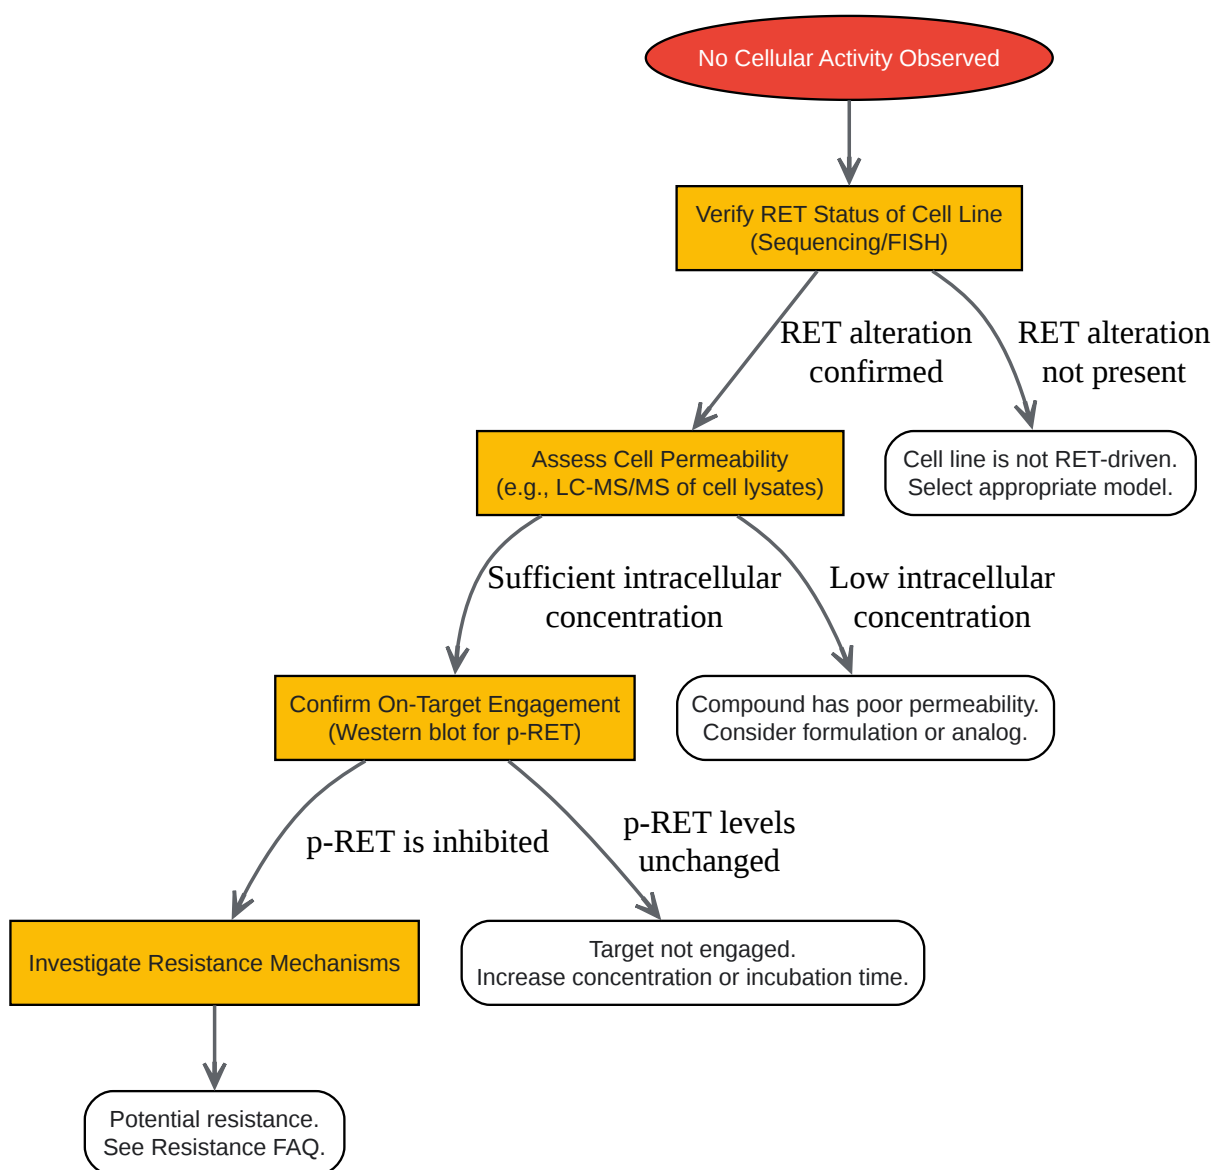 No Cellular Activity Observed
Verify RET Status of Cell Line
(Sequencing/FISH)
RET alteration
confirmed
RET alteration
not present
Assess Cell Permeability
(e.g., LC-MS/MS of cell lysates)
Cell line is not RET-driven.
Select appropriate model.
Sufficient intracellular
concentration
Low intracellular
concentration
Confirm On-Target Engagement
(Western blot for p-RET)
Compound has poor permeability.
Consider formulation or analog.
p-RET is inhibited
p-RET levels
unchanged
Investigate Resistance Mechanisms
Target not engaged.
Increase concentration or incubation time.
Potential resistance.
See Resistance FAQ.